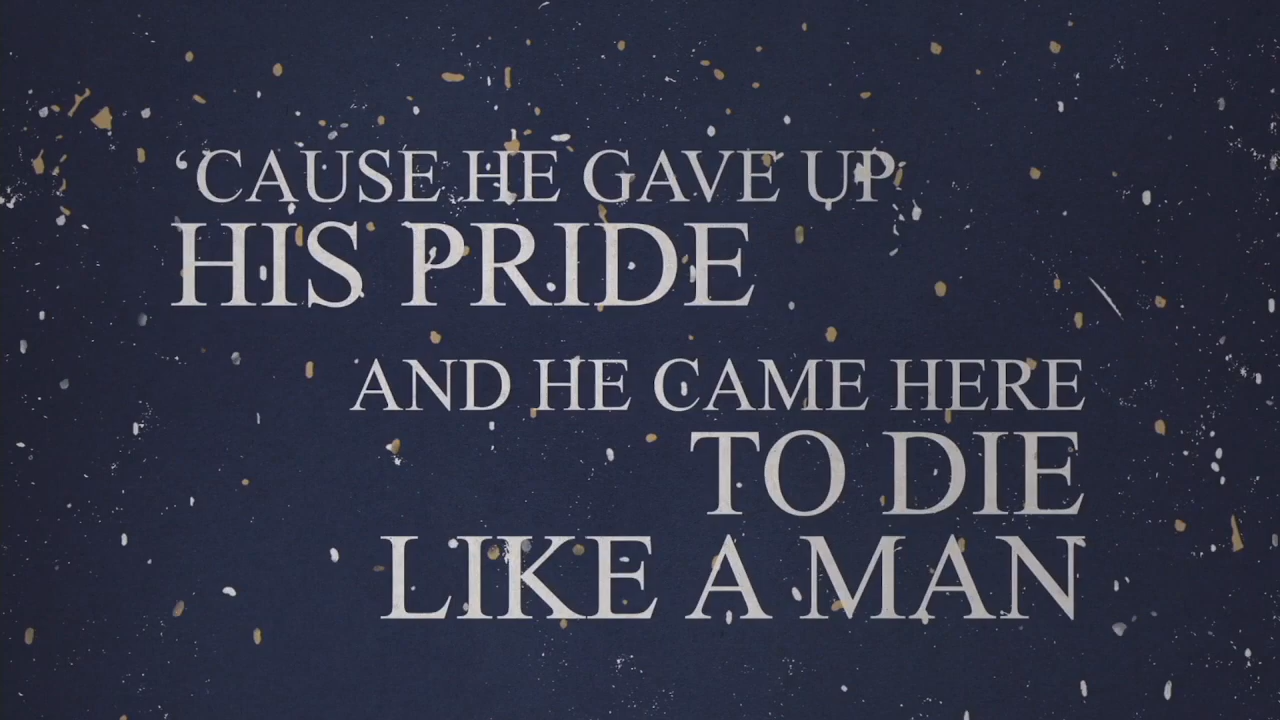 ‘CAUSE HE GAVE UP
HIS PRIDE
AND HE CAME HERE
TO DIE
LIKE A MAN